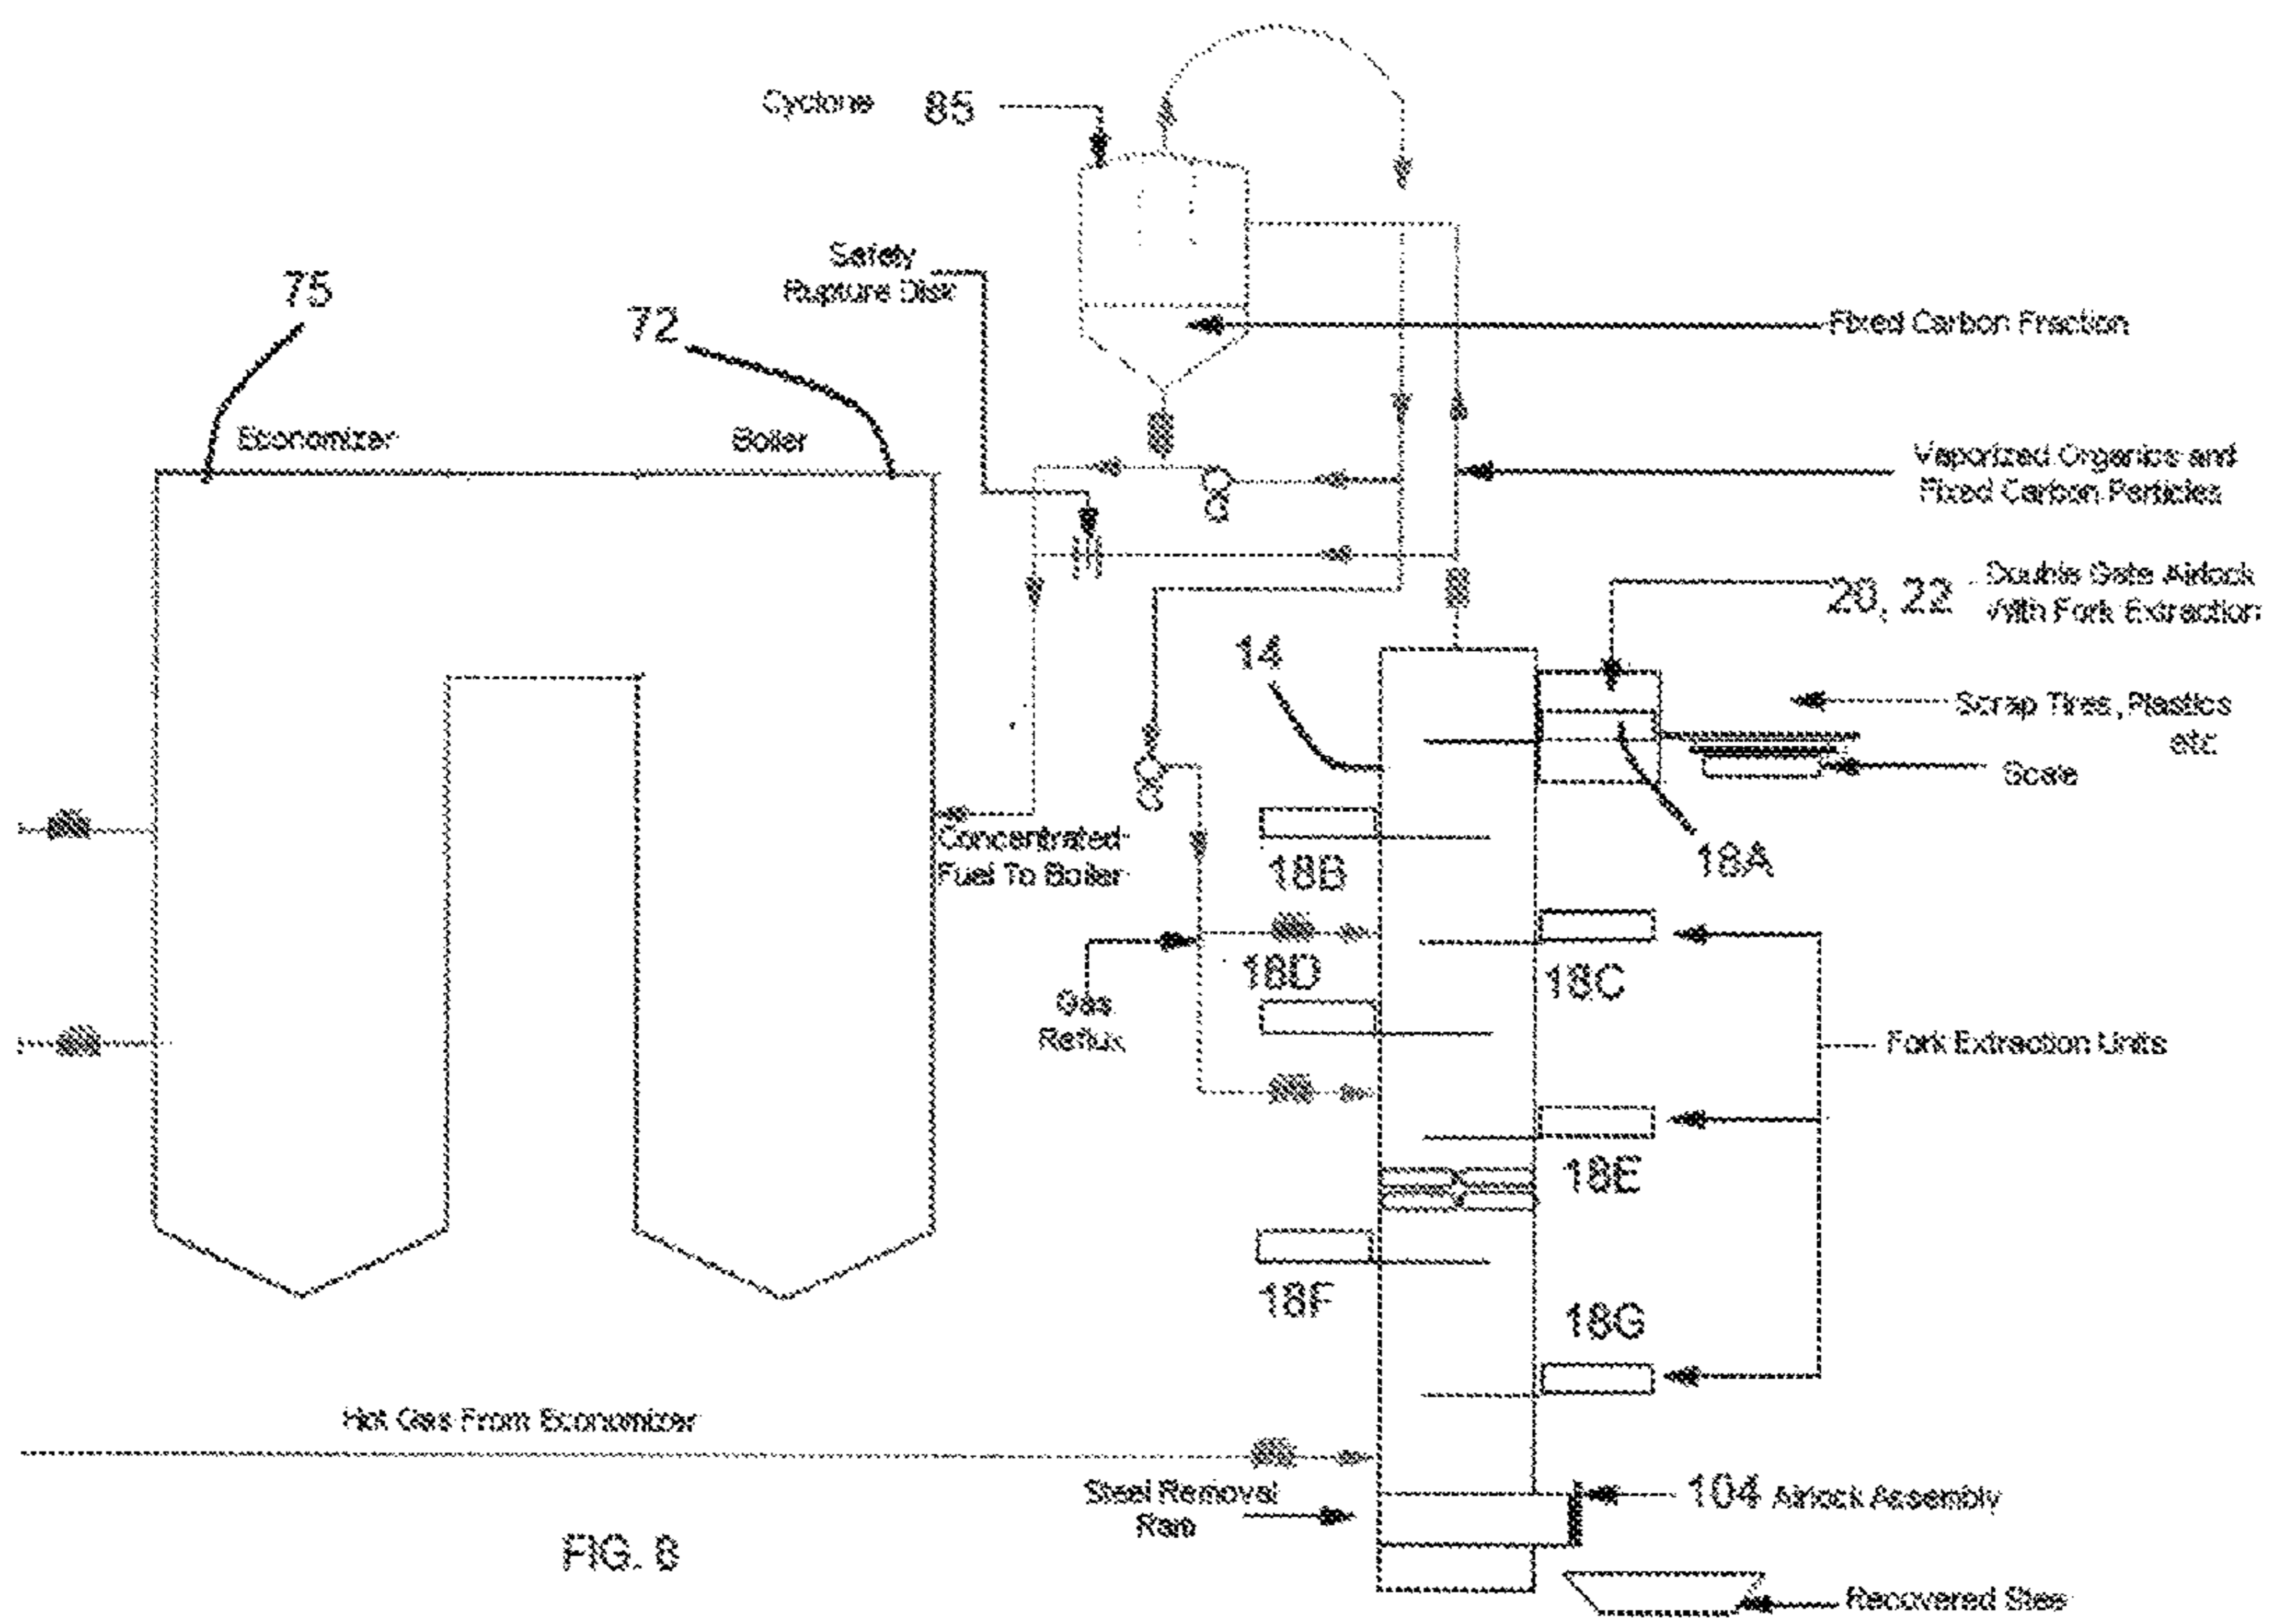 Cyclone 85
Safety
Rupture Disk
75
72
Fixed Carbon Fraction
Economizer
Boiler
Vaporized Organics and
Fixed Carbon Particles
20, 22
Double Gate Airlock
With Fork Extraction
14
Scrap Tires, Plastics
etc
Scale
Concentrated
Fuel To Boiler
18B
18A
18D
18C
Gas
Reflux
Fork Extraction Units
18E
18F
18G
Hot Gas From Economizer
Steel Removal
Ram
104 Airlock Assembly
FIG. 8
Recovered Steel